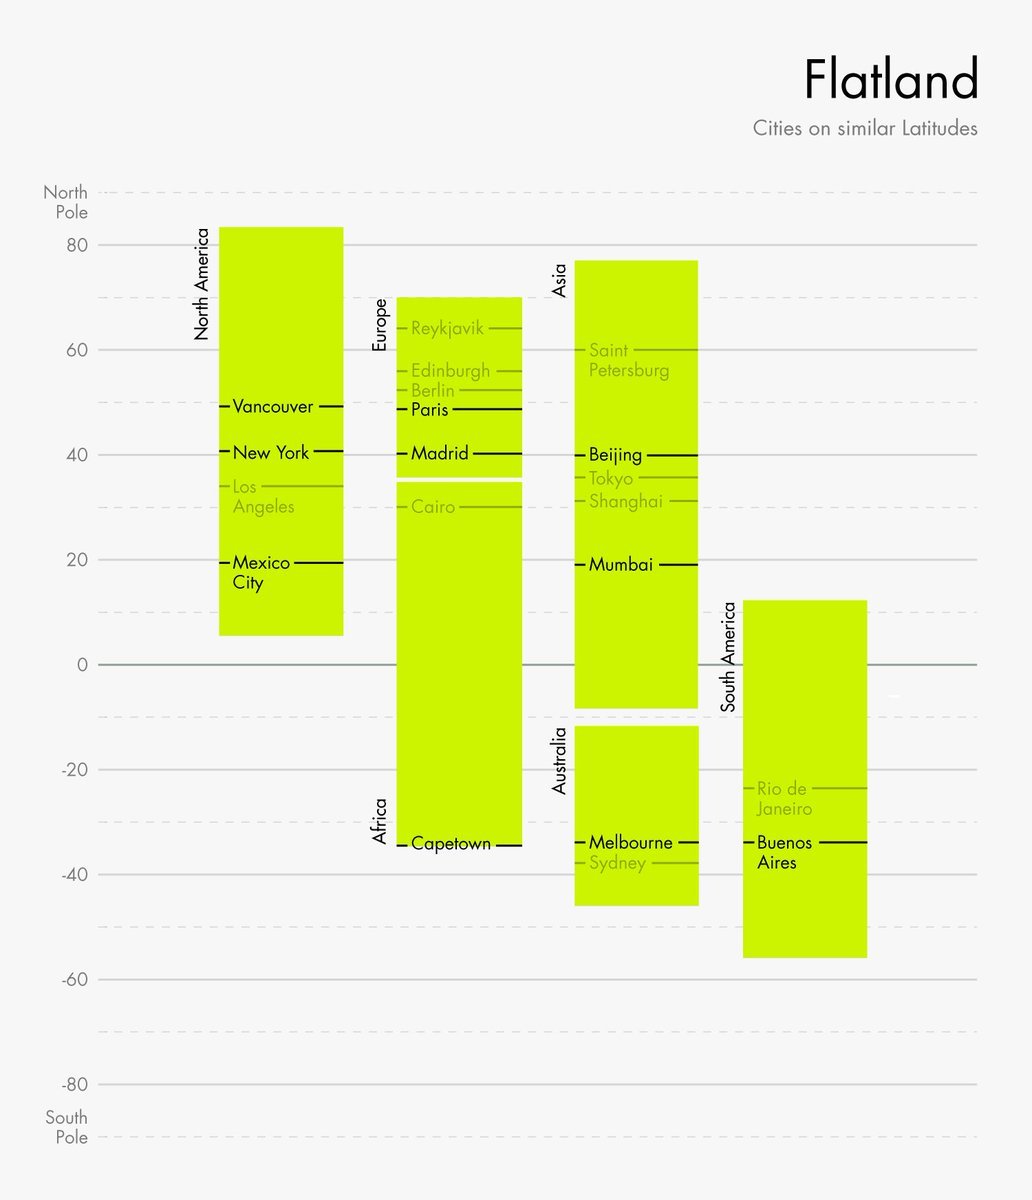 Flatland
Cities on similar Latitudes
North
Pole
80
60
40
20
0
-20
-40
-60
-80
South
Pole
North America
Vancouver
New York
Los
Angeles
Mexico
City
Europe
Reykjavik
Edinburgh
Berlin
Paris
Madrid
Cairo
Africa
Capetown
Asia
Saint
Petersburg
Beijing
Tokyo
Shanghai
Mumbai
Australia
Melbourne
Sydney
South America
Rio de
Janeiro
Buenos
Aires